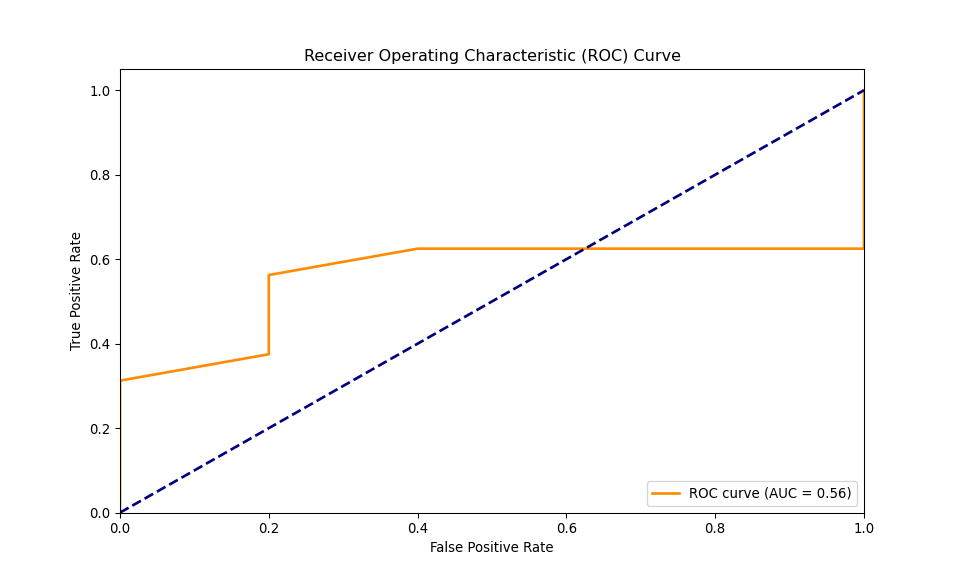 Receiver Operating Characteristic (ROC) Curve
1.0
0.8
0.6
0.4
0.2
0.0
True Positive Rate
0.0 0.2 0.4 0.6 0.8 1.0
False Positive Rate
ROC curve (AUC = 0.56)